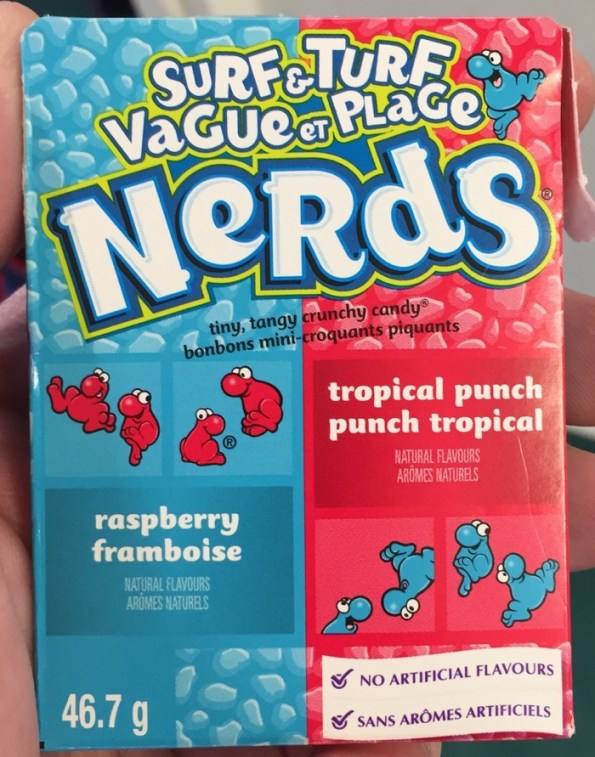 SURF & TURF
VaGUe eT PLaGe
NeRdS®
tiny, tangy crunchy candy®
bonbons mini-croquants piquants
tropical punch
punch tropical
NATURAL FLAVOURS
ARÔMES NATURELS
®
raspberry
framboise
NATURAL FLAVOURS
ARÔMES NATURELS
NO ARTIFICIAL FLAVOURS
SANS ARÔMES ARTIFICIELS
46.7 g